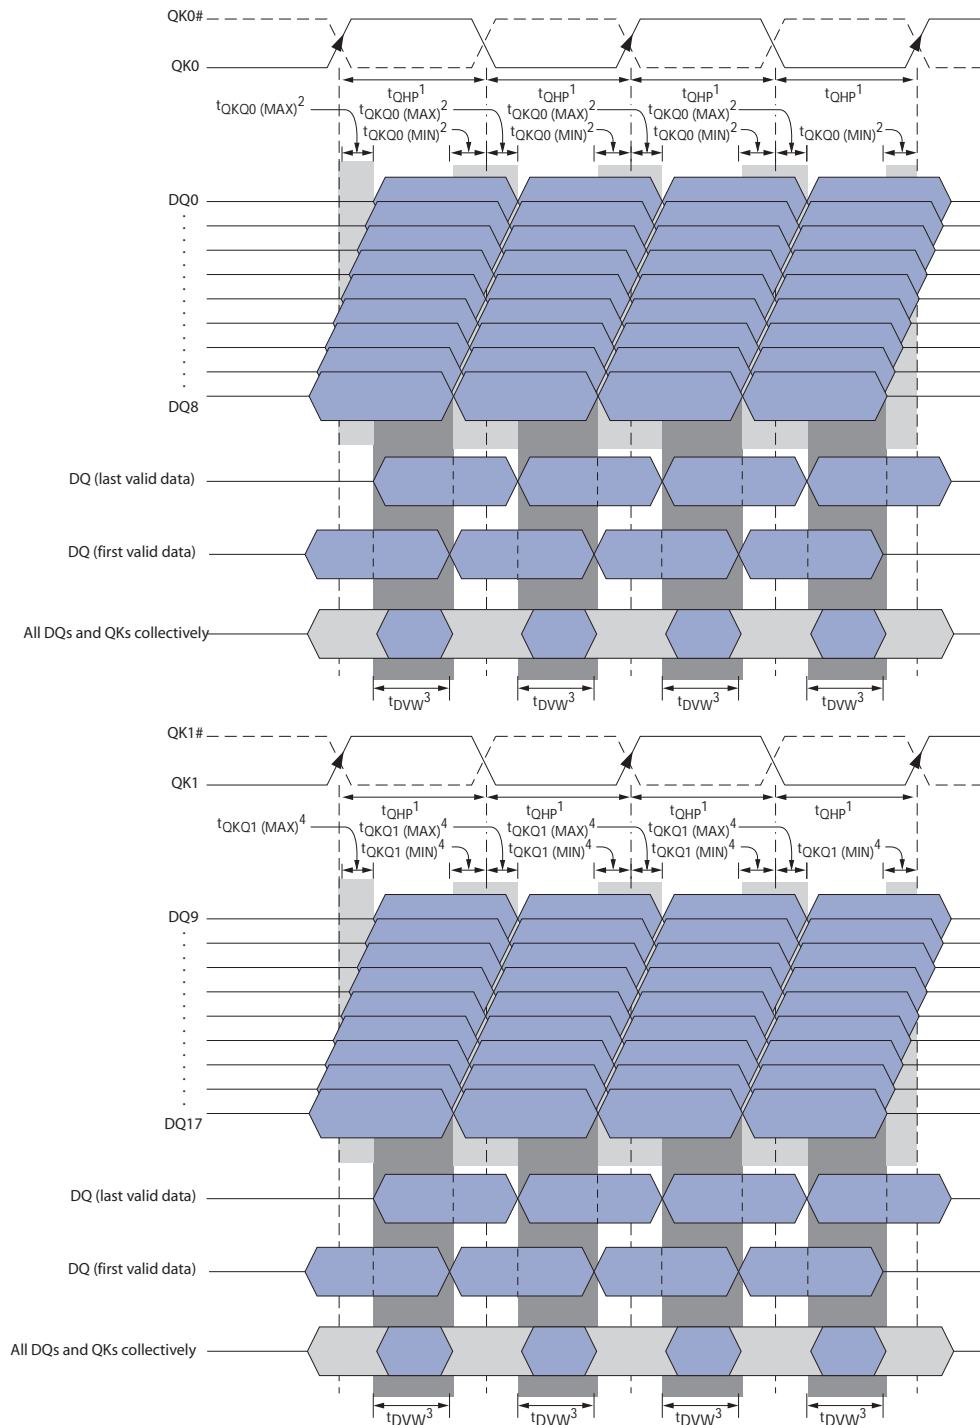 QK0#
QK0
tQHP1 tQHP1 tQHP1 tQHP1
tQKQ0 (MAX)2 tQKQ0 (MAX)2 tQKQ0 (MAX)2 tQKQ0 (MAX)2
tQKQ0 (MIN)2 tQKQ0 (MIN)2 tQKQ0 (MIN)2 tQKQ0 (MIN)2
DQ0
DQ8
DQ (last valid data)
DQ (first valid data)
All DQs and QKs collectively
tDVW3 tDVW3 tDVW3 tDVW3
QK1#
QK1
tQHP1 tQHP1 tQHP1 tQHP1
tQKQ1 (MAX)4 tQKQ1 (MAX)4 tQKQ1 (MAX)4 tQKQ1 (MAX)4
tQKQ1 (MIN)4 tQKQ1 (MIN)4 tQKQ1 (MIN)4 tQKQ1 (MIN)4
DQ9
DQ17
DQ (last valid data)
DQ (first valid data)
All DQs and QKs collectively
tDVW3 tDVW3 tDVW3 tDVW3